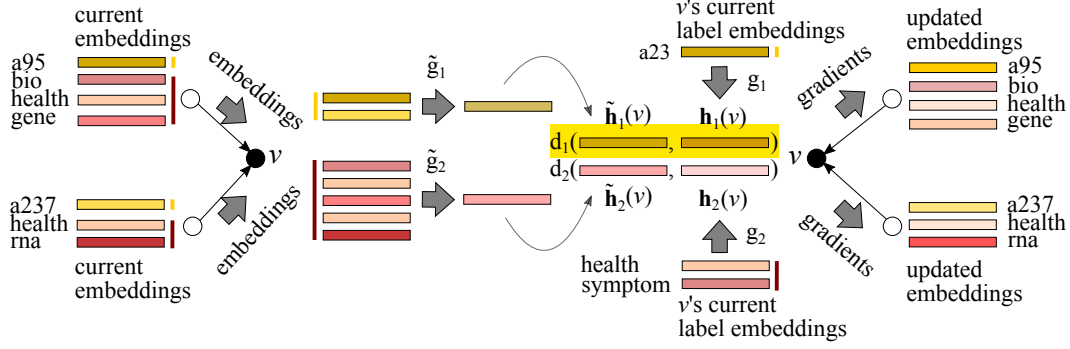 current
embeddings
a95
bio
health
gene
embeddings
v
a237
health
rna
current
embeddings
embeddings
g̃₁
g̃₂
v's current
label embeddings
a23
g₁
h̃₁(v)
h₁(v)
d₁( , )
d₂( , )
h̃₂(v)
h₂(v)
g₂
health
symptom
v's current
label embeddings
gradients
v
gradients
updated
embeddings
a95
bio
health
gene
a237
health
rna
updated
embeddings